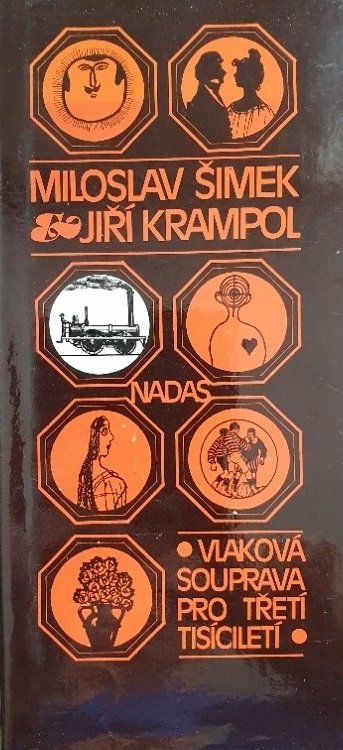 MILOSLAV ŠIMEK
& JIŘÍ KRAMPOL
NADAS
• VLAKOVÁ
SOUPRAVA
PRO TŘETÍ
TISÍCILETÍ •